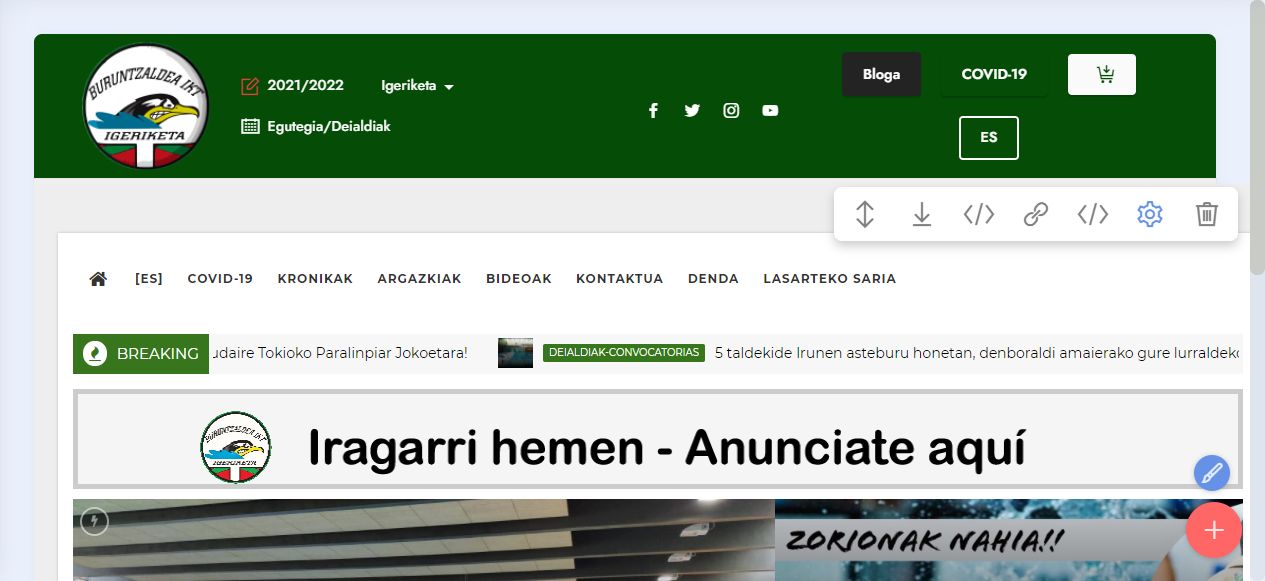 BURUNTZALDEA IKT
IGERIKETA
2021/2022
Igeriketa
Egutegia/Deialdiak
Bloga
COVID-19
ES
[ES]
COVID-19
KRONIKAK
ARGAZKIAK
BIDEOAK
KONTAKTUA
DENDA
LASARTEKO SARIA
BREAKING
udaire Tokioko Paralinpiar Jokoetara!
DEIALDIAK-CONVOCATORIAS
5 taldekide Irunen asteburu honetan, denboraldi amaierako gure lurraldeko
BURUNTZALDEA IKT
IGERIKETA
Iragarri hemen - Anunciate aquí
ZORIONAK NAHIA!!